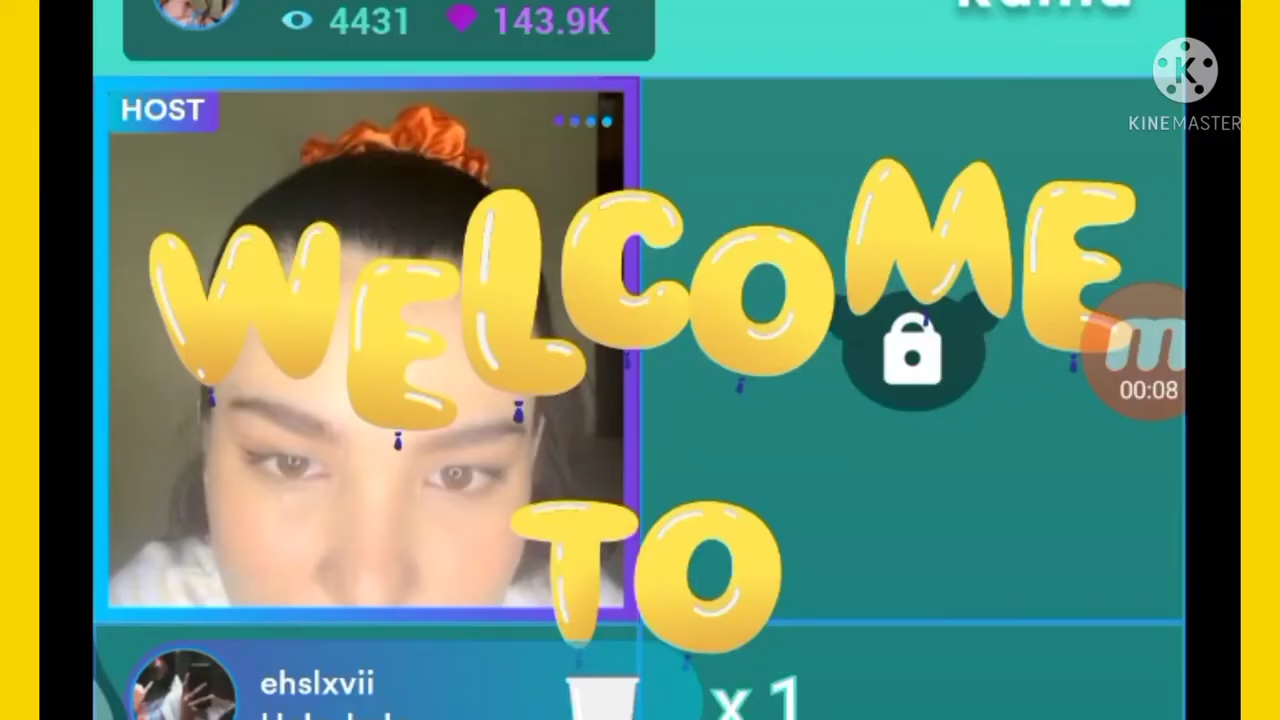 4431 143.9K
HOST
K
KINEMASTER
WELCOME
m
00:08
TO
ehslxvii
x 1